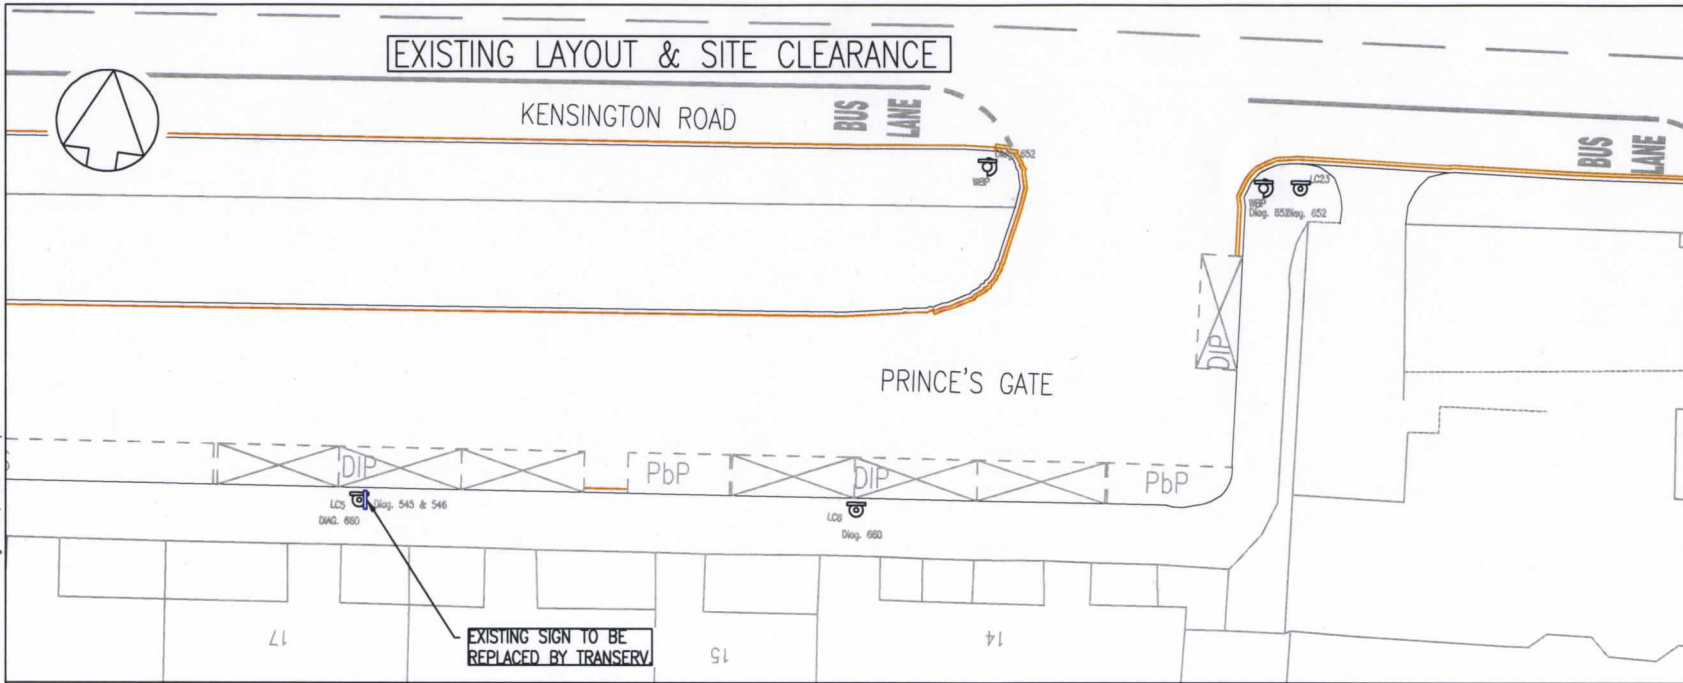 EXISTING LAYOUT & SITE CLEARANCE
KENSINGTON ROAD
BUS
LANE
BUS
LANE
Diag. 652
WBP
LC23
WBP
Diag. 652
Diag. 652
DIP
PRINCE'S GATE
DIP
PbP
DIP
PbP
LC5
Diag. 545 & 546
DIAG. 660
LC6
Diag. 660
17
EXISTING SIGN TO BE
REPLACED BY TRANSERV.
15
14